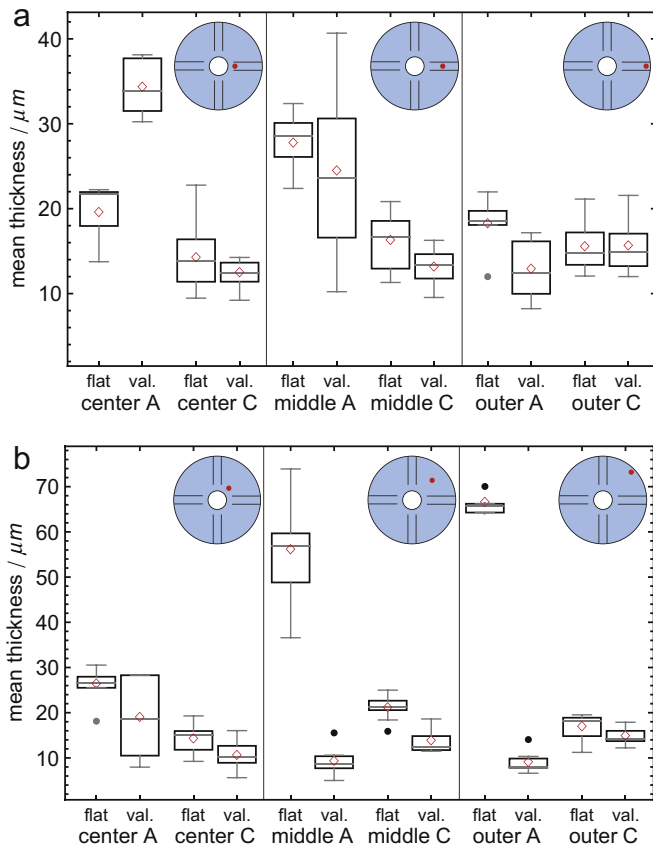 a
mean thickness / μm
40
30
20
10
flat val. flat val. flat val. flat val. flat val. flat val.
center A center C middle A middle C outer A outer C
b
mean thickness / μm
70
60
50
40
30
20
10
flat val. flat val. flat val. flat val. flat val. flat val.
center A center C middle A middle C outer A outer C